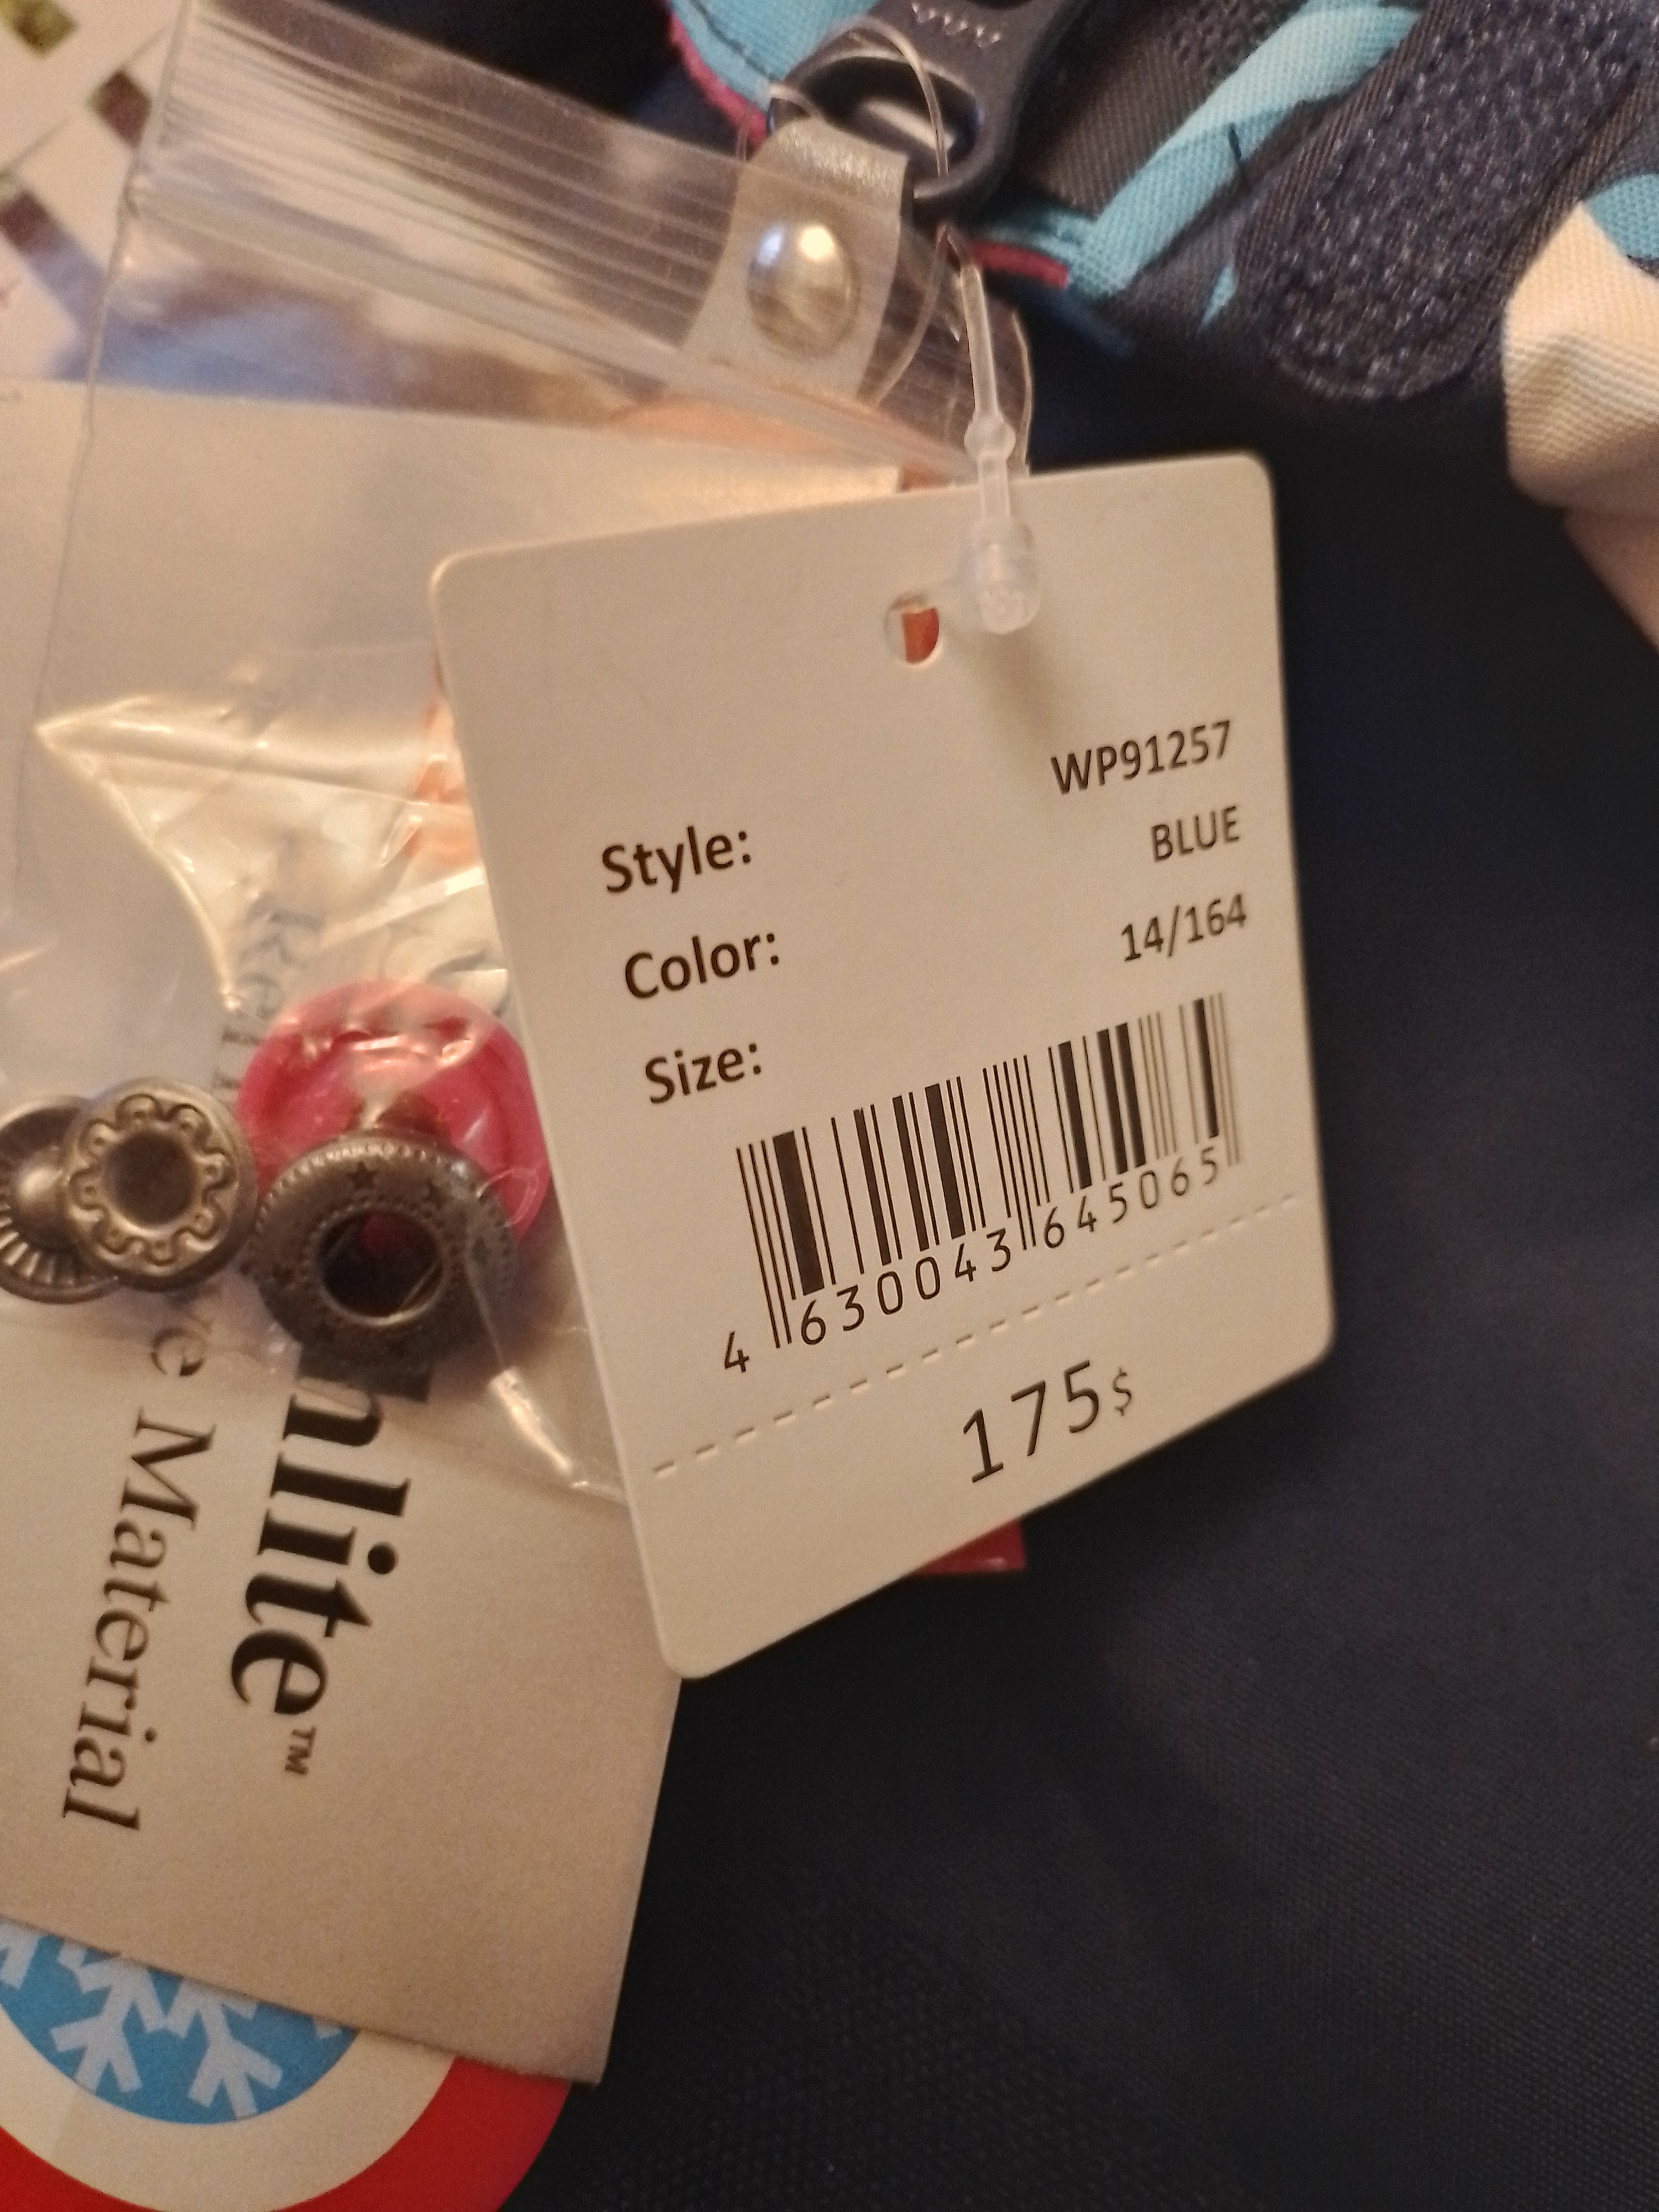 WP91257
Style:
BLUE
Color:
14/164
Size:
4 630043 645065
175$
nlite™
Material